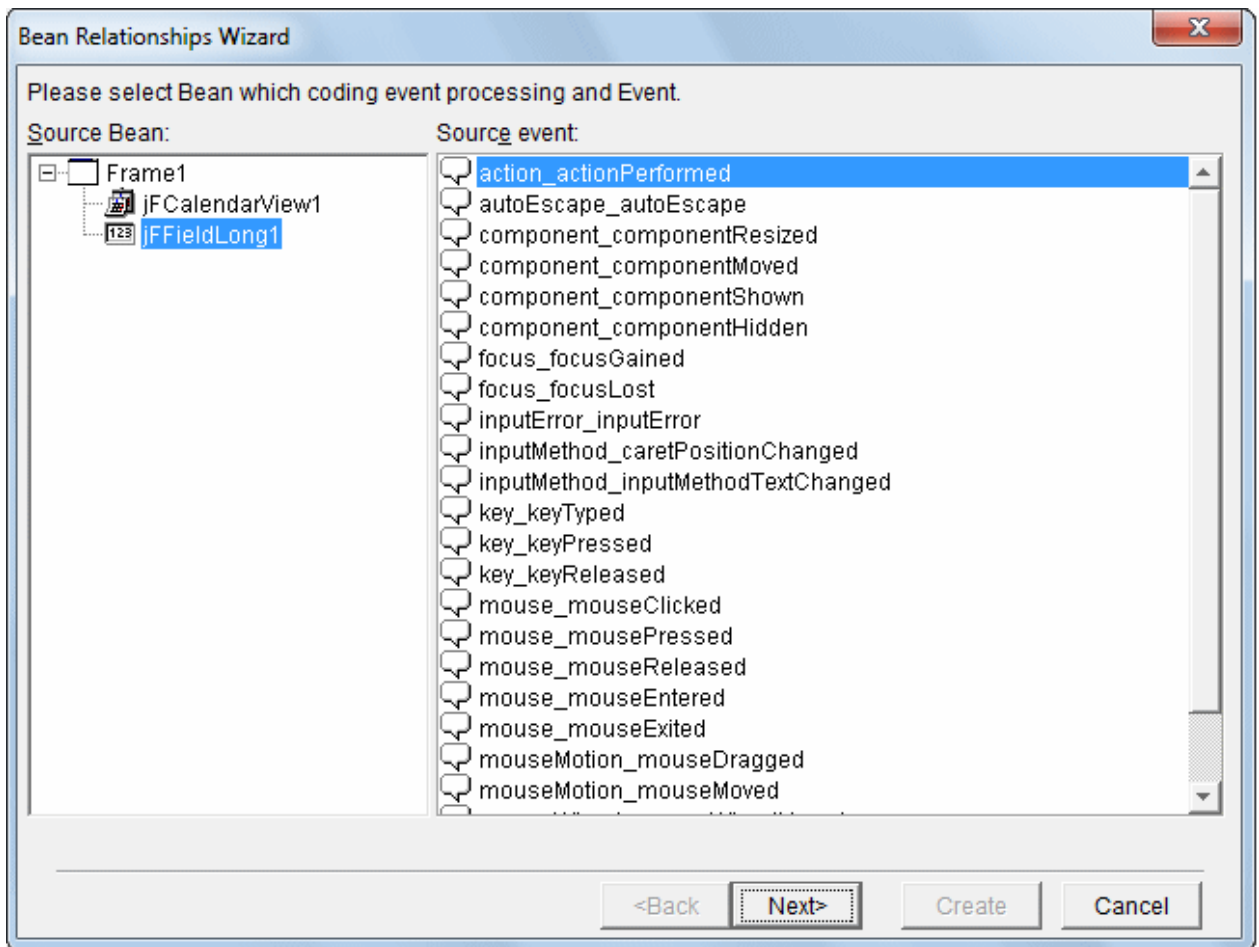 Bean Relationships Wizard
Please select Bean which coding event processing and Event.
Source Bean:
Source event:
Frame1
jFCalendarView1
123
jFFieldLong1
action_actionPerformed
autoEscape_autoEscape
component_componentResized
component_componentMoved
component_componentShown
component_componentHidden
focus_focusGained
focus_focusLost
inputError_inputError
inputMethod_caretPositionChanged
inputMethod_inputMethodTextChanged
key_keyTyped
key_keyPressed
key_keyReleased
mouse_mouseClicked
mouse_mousePressed
mouse_mouseReleased
mouse_mouseEntered
mouse_mouseExited
mouseMotion_mouseDragged
mouseMotion_mouseMoved
<Back
Next>
Create
Cancel